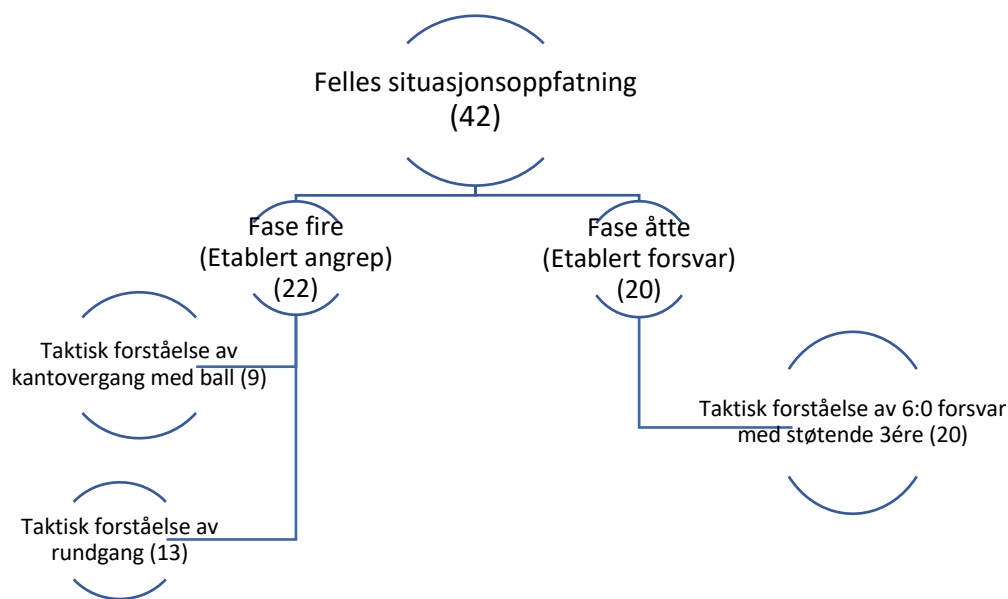 Felles situasjonsoppfatning
(42)
Fase fire
(Etablert angrep)
(22)
Fase åtte
(Etablert forsvar)
(20)
Taktisk forståelse av
kantovergang med ball (9)
Taktisk forståelse av 6:0 forsvar
med støtende 3ére (20)
Taktisk forståelse av
rundgang (13)